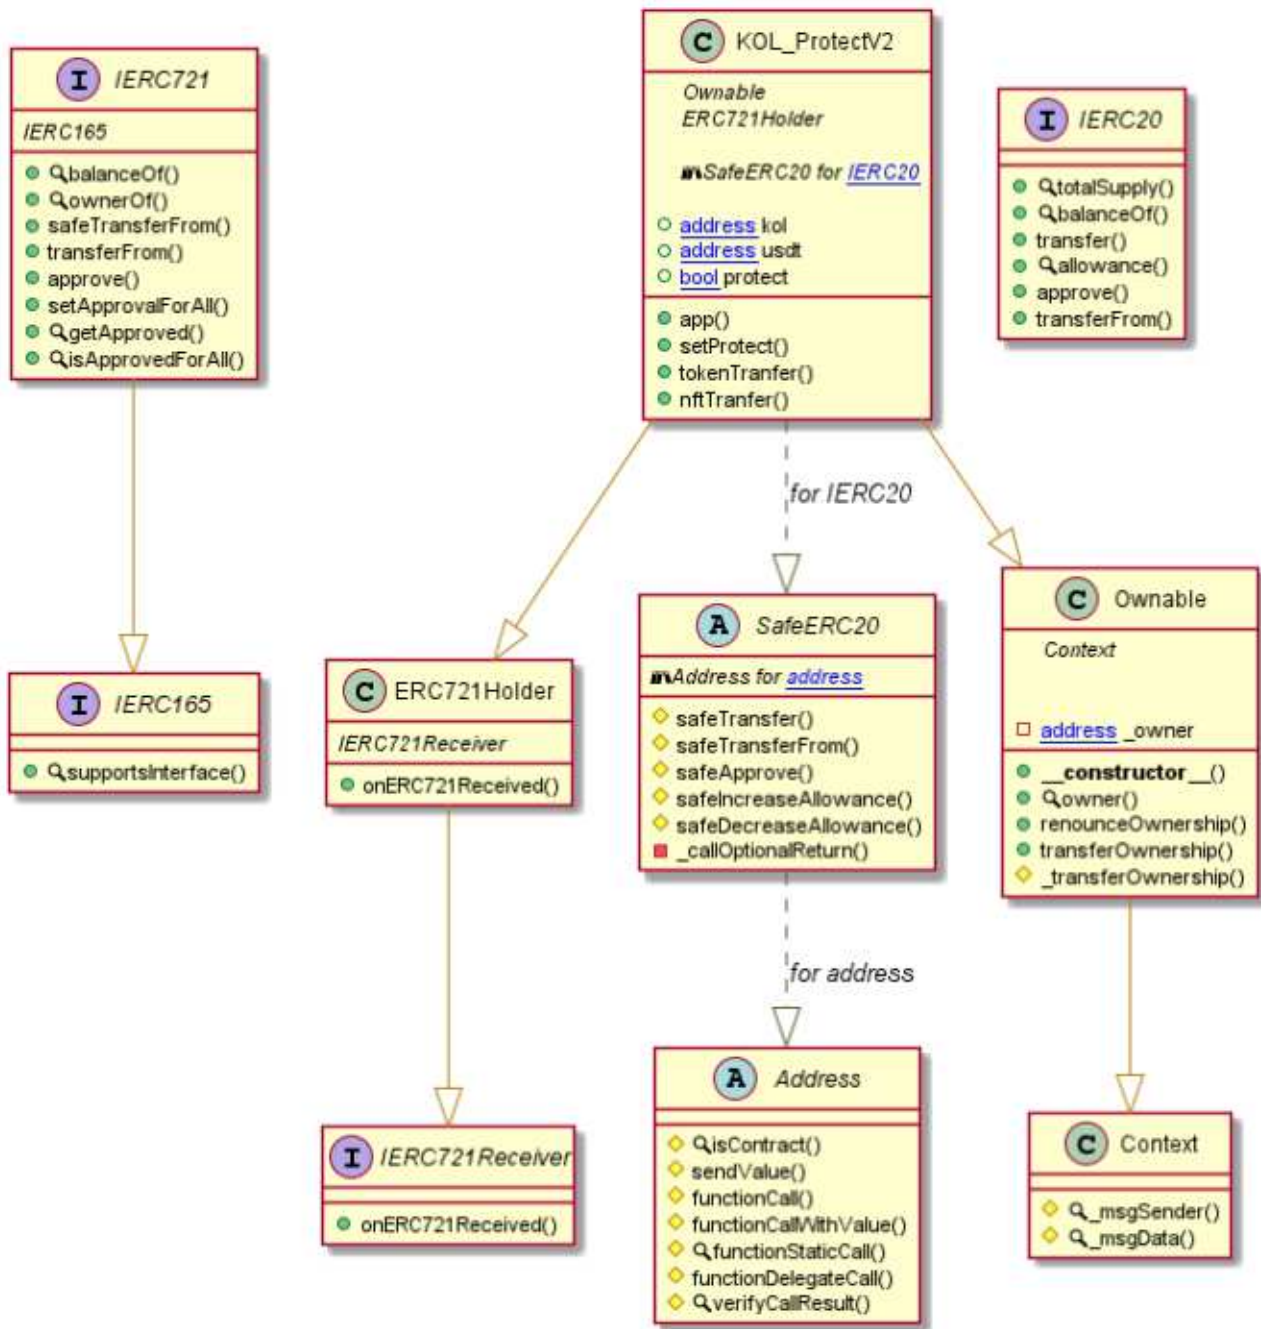 I IERC721
IERC165
balanceOf()
ownerOf()
safeTransferFrom()
transferFrom()
approve()
setApprovalForAll()
getApproved()
isApprovedForAll()
C KOL_ProtectV2
Ownable
ERC721Holder
SafeERC20 for IERC20
address kol
address usdt
bool protect
app()
setProtect()
tokenTranfer()
nftTranfer()
I IERC20
totalSupply()
balanceOf()
transfer()
allowance()
approve()
transferFrom()
for IERC20
I IERC165
supportsInterface()
C ERC721Holder
IERC721Receiver
onERC721Received()
A SafeERC20
Address for address
safeTransfer()
safeTransferFrom()
safeApprove()
safeIncreaseAllowance()
safeDecreaseAllowance()
_callOptionalReturn()
C Ownable
Context
address _owner
__constructor__()
owner()
renounceOwnership()
transferOwnership()
_transferOwnership()
for address
I IERC721Receiver
onERC721Received()
A Address
isContract()
sendValue()
functionCall()
functionCallWithValue()
functionStaticCall()
functionDelegateCall()
verifyCallResult()
C Context
_msgSender()
_msgData()